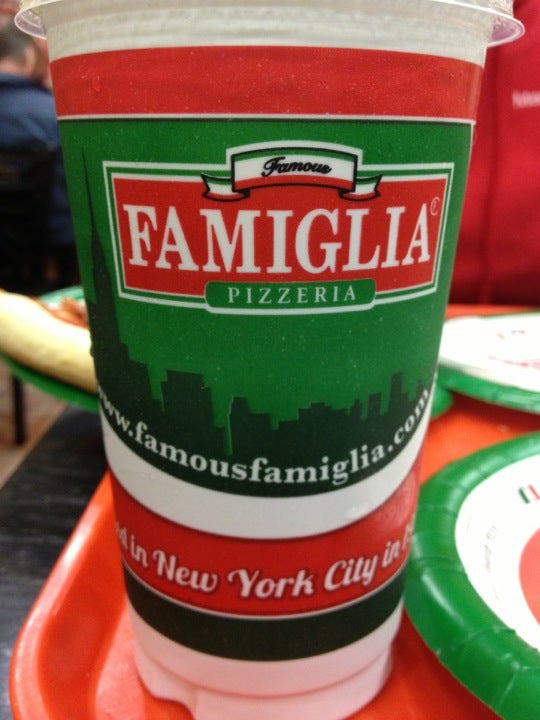 Famous
FAMIGLIA
PIZZERIA
www.famousfamiglia.com
in New York City in